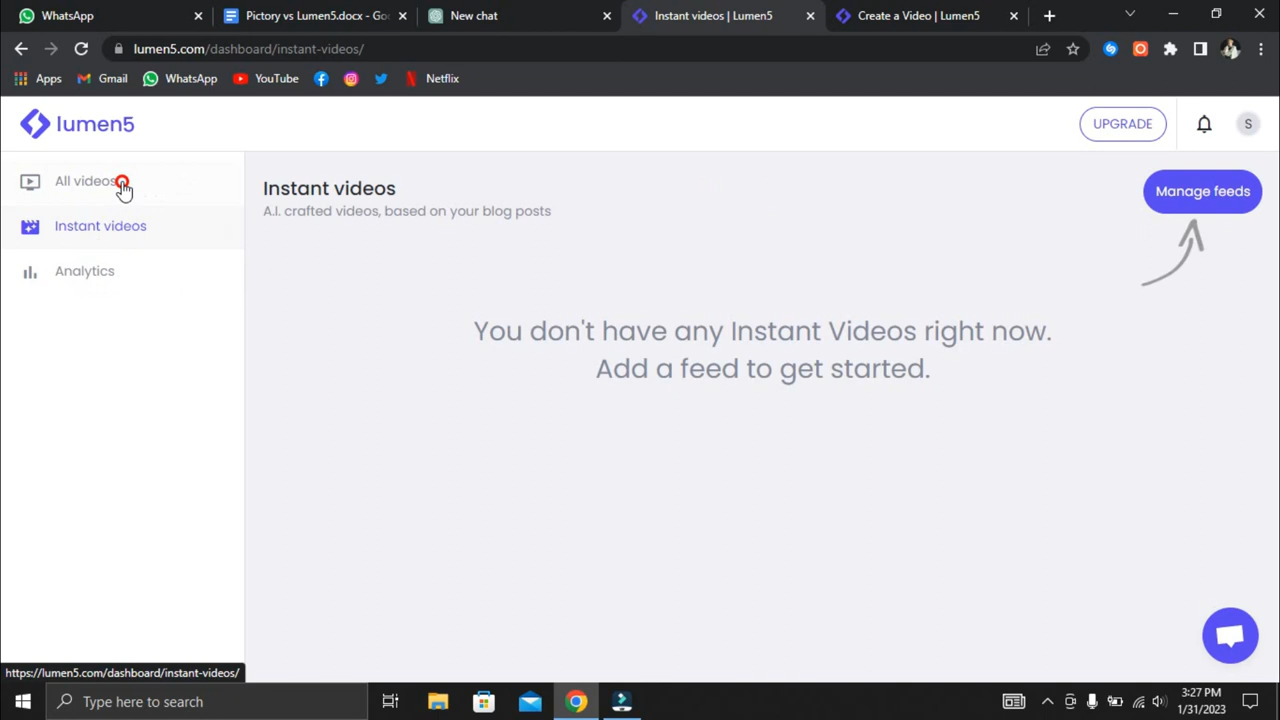 WhatsApp
Pictory vs Lumen5.docx - Goo
New chat
Instant videos | Lumen5
Create a Video | Lumen5
lumen5.com/dashboard/instant-videos/
Apps
Gmail
WhatsApp
YouTube
Netflix
lumen5
UPGRADE
S
All videos
Instant videos
Analytics
Instant videos
A.I. crafted videos, based on your blog posts
Manage feeds
You don't have any Instant Videos right now.
Add a feed to get started.
https://lumen5.com/dashboard/instant-videos/
Type here to search
3:27 PM
1/31/2023